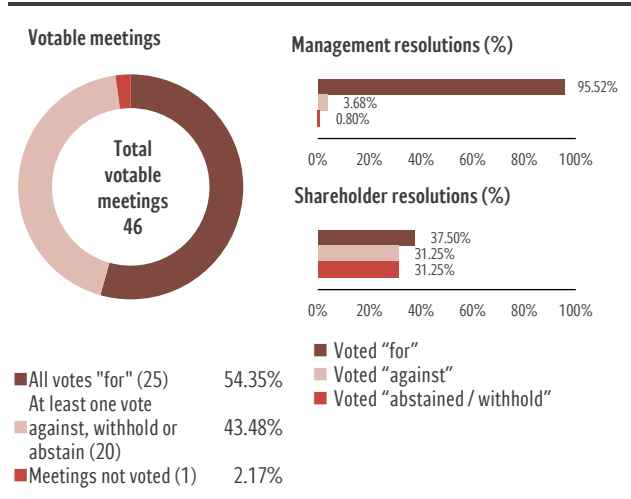 Votable meetings
Total
votable
meetings
46
All votes "for" (25) 54.35%
At least one vote
against, withhold or 43.48%
abstain (20)
Meetings not voted (1) 2.17%
Management resolutions (%)
95.52%
3.68%
0.80%
0% 20% 40% 60% 80% 100%
Shareholder resolutions (%)
37.50%
31.25%
31.25%
0% 20% 40% 60% 80% 100%
Voted “for”
Voted “against”
Voted “abstained / withhold”